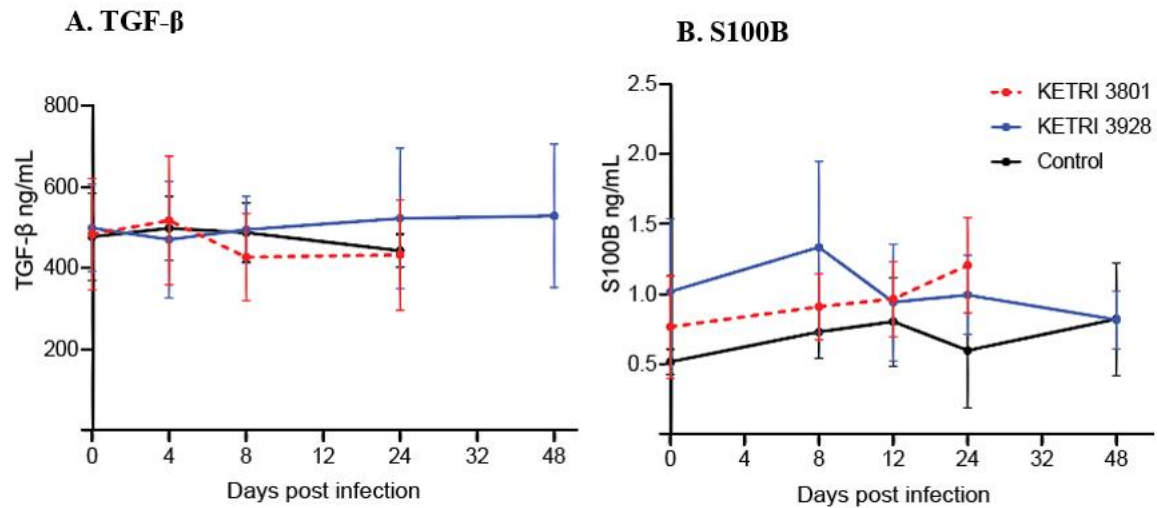 A. TGF-β
800
600
400
200
TGF-β ng/mL
0 4 8 12 24 32 48
Days post infection
B. S100B
2.5
2.0
1.5
1.0
0.5
S100B ng/mL
0 4 8 12 24 32 48
Days post infection
KETRI 3801
KETRI 3928
Control